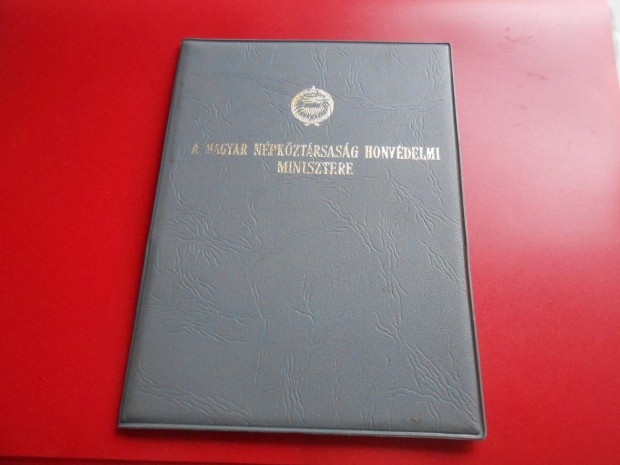 A MAGYAR NÉPKÖZTÁRSASÁG HONVÉDELMI
MINISZTERE